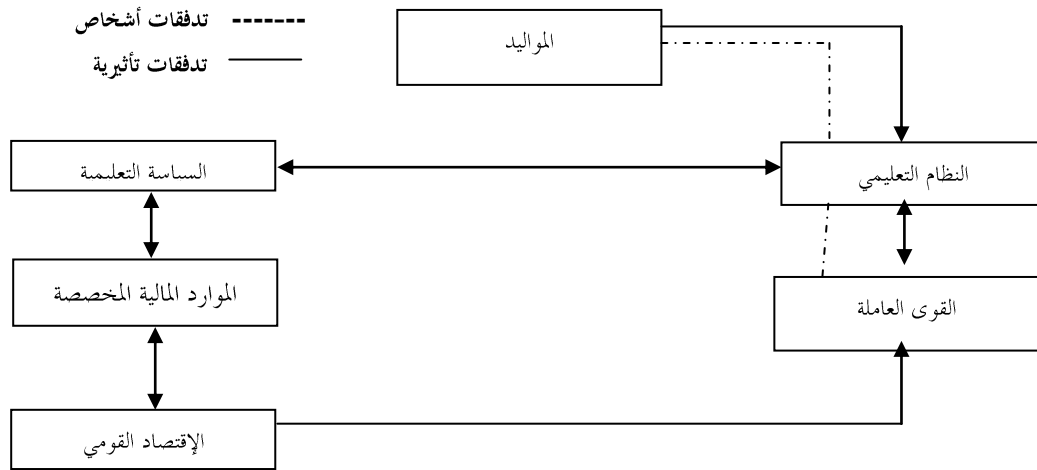 تدفقات أشخاص
تدفقات تأثيرية
المواليد
النظام التعليمي
السياسة التعليمية
الموارد المالية المخصصة
القوى العاملة
الإقتصاد القومي